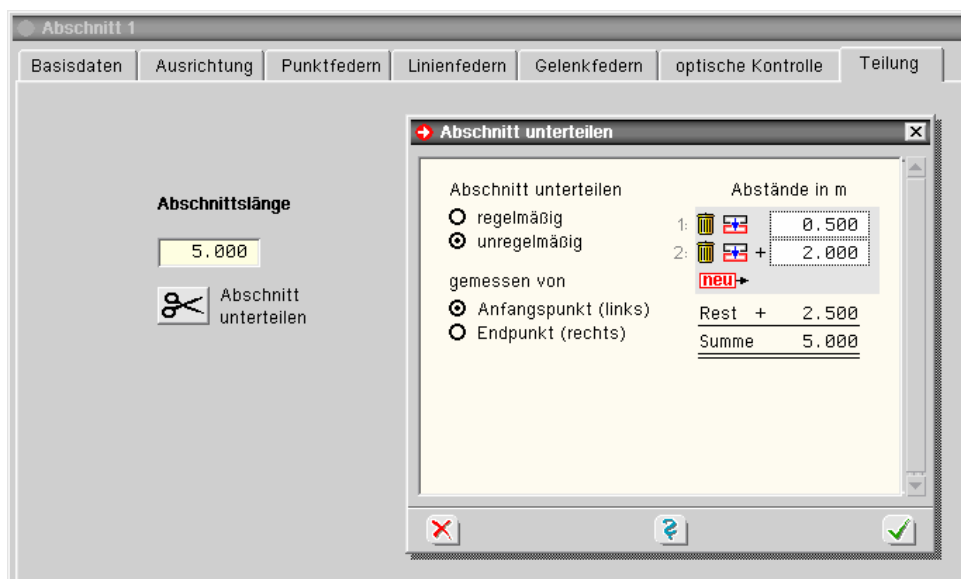 Abschnitt 1
Basisdaten Ausrichtung Punktfedern Linienfedern Gelenkfedern optische Kontrolle Teilung
Abschnittslänge
5.000
Abschnitt
unterteilen
Abschnitt unterteilen
Abschnitt unterteilen
regelmäßig
unregelmäßig
gemessen von
Anfangspunkt (links)
Endpunkt (rechts)
Abstände in m
1: 0.500
2: + 2.000
neu
Rest + 2.500
Summe 5.000